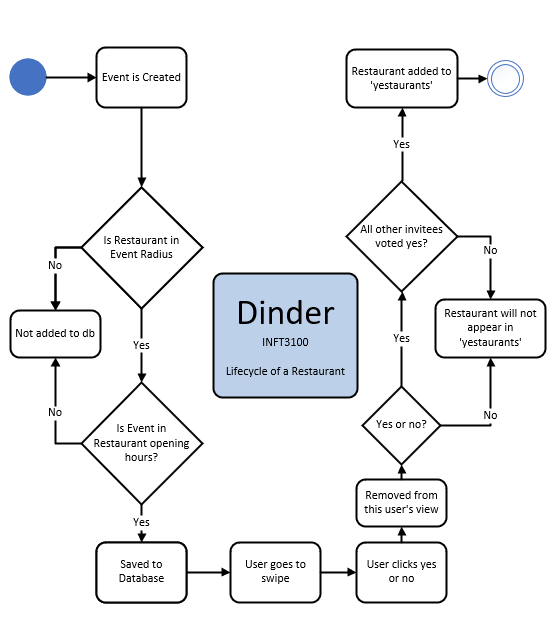 Event is Created
Is Restaurant in
Event Radius
No
Not added to db
Yes
No
Is Event in
Restaurant opening
hours?
Yes
Saved to
Database
User goes to
swipe
User clicks yes
or no
Removed from
this user's view
Yes or no?
No
Yes
Restaurant will not
appear in
'yestaurants'
No
All other invitees
voted yes?
Yes
Restaurant added to
'yestaurants'
Dinder
INFT3100
Lifecycle of a Restaurant